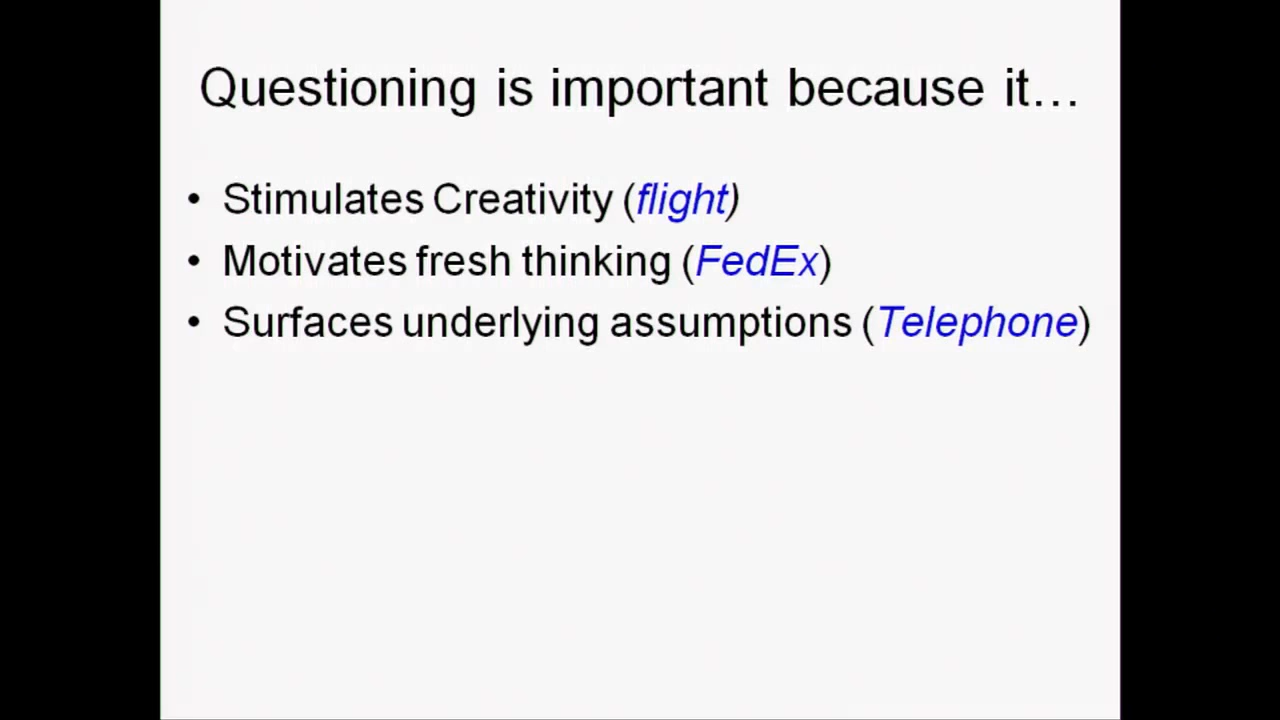 Questioning is important because it…
• Stimulates Creativity (flight)
• Motivates fresh thinking (FedEx)
• Surfaces underlying assumptions (Telephone)